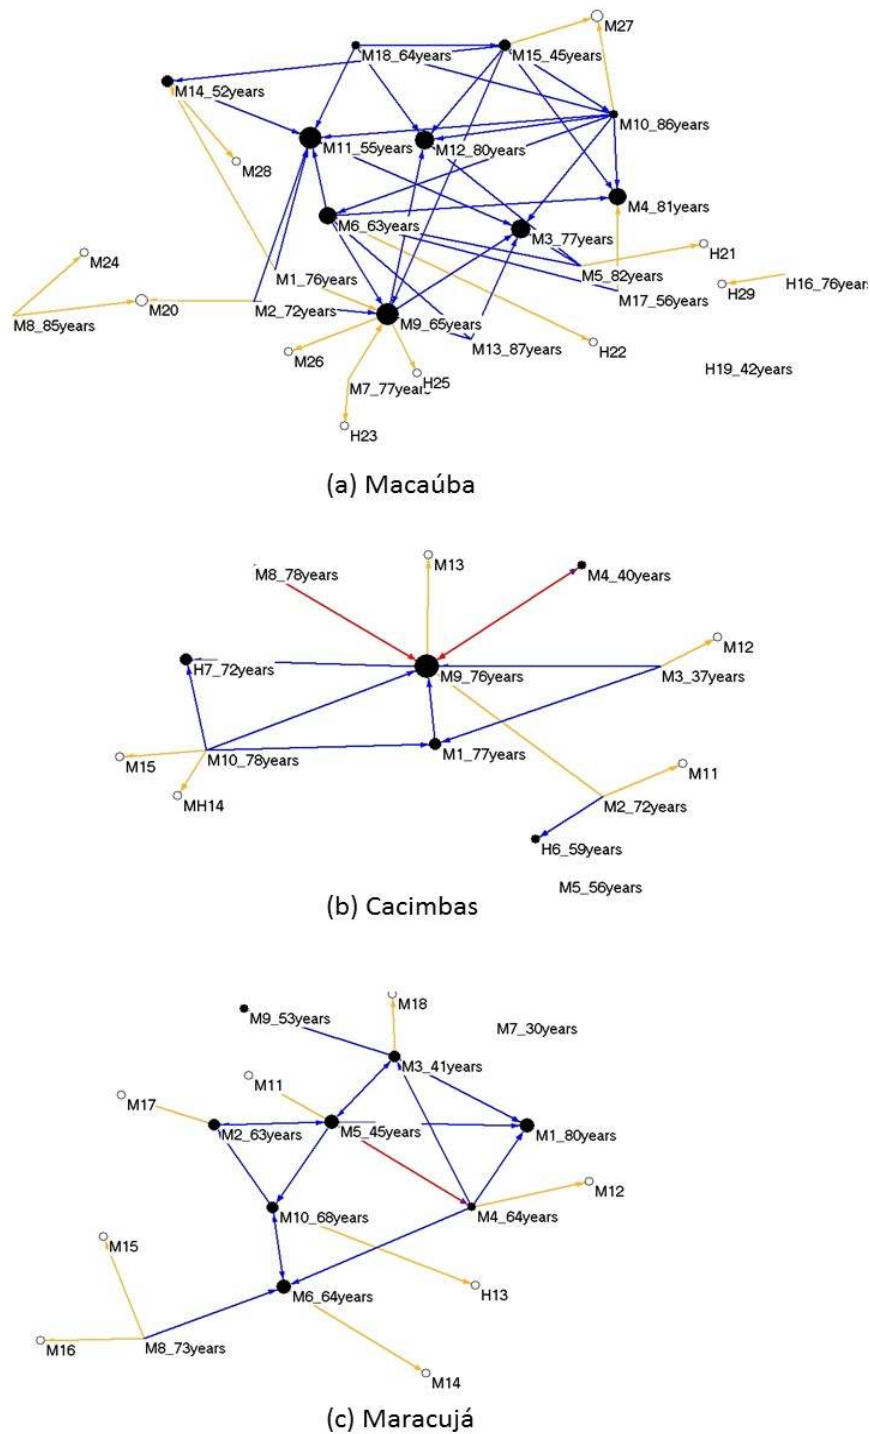 M27
M18_64years
M15_45years
M14_52years
M10_86years
M11_55years
M12_80years
M28
M4_81years
M6_63years
M3_77years
H21
M24
M1_76years
M5_82years
H16_76years
M17_56years
H29
M20
M2_72years
M8_85years
M9_65years
M13_87years
H22
M26
H19_42years
H25
M7_77years
H23
(a) Macaúba
M13
M8_78years
M4_40years
M12
H7_72years
M9_76years
M3_37years
M10_78years
M1_77years
M15
M11
MH14
M2_72years
H6_59years
M5_56years
(b) Cacimbas
M18
M9_53years
M7_30years
M3_41years
M11
M17
M2_63years
M5_45years
M1_80years
M12
M10_68years
M4_64years
M15
H13
M6_64years
M16
M8_73years
M14
(c) Maracujá